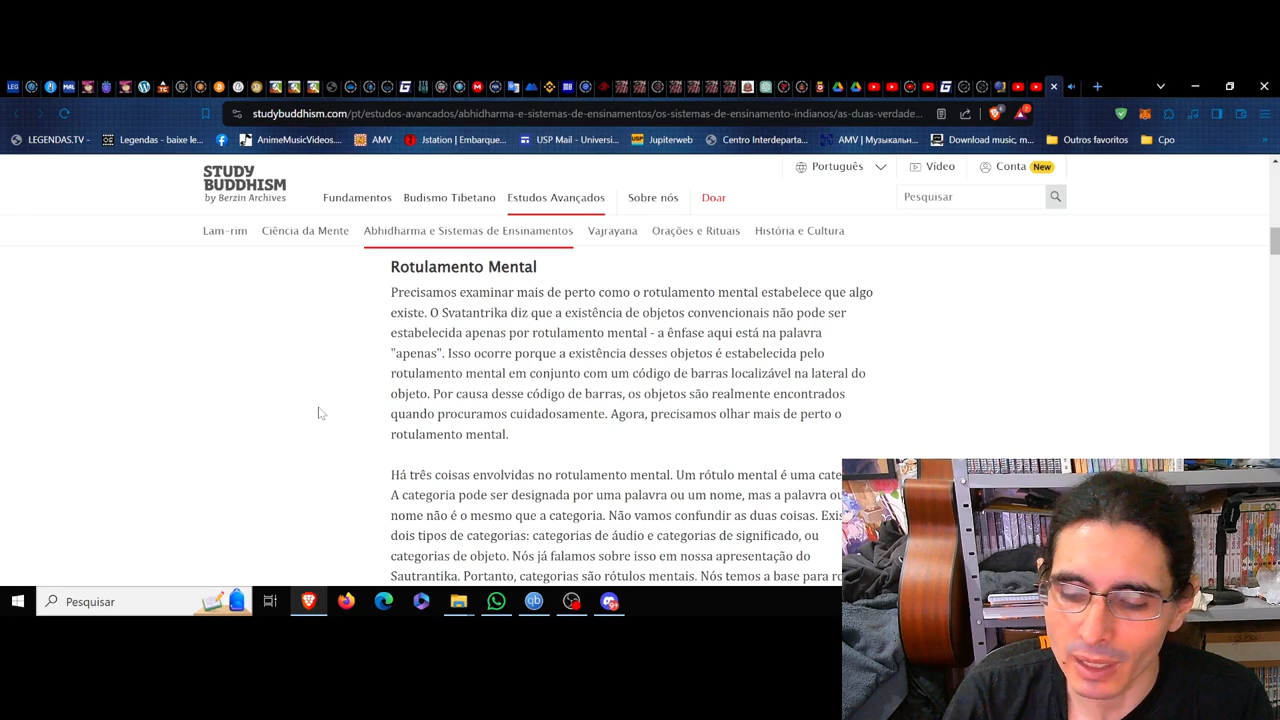 LEG
MAL
studybuddhism.com/pt/estudos-avancados/abhidharma-e-sistemas-de-ensinamentos/os-sistemas-de-ensinamento-indianos/as-duas-verdade...
LEGENDAS.TV -
Legendas - baixe le...
AnimeMusicVideos....
AMV
Jstation | Embarque...
USP Mail - Universi...
Jupiterweb
Centro Interdeparta...
AMV | Музыкальн...
Download music, m...
Outros favoritos
Cpo
STUDY
BUDDHISM
by Berzin Archives
Português
Vídeo
Conta New
Fundamentos
Budismo Tibetano
Estudos Avançados
Sobre nós
Doar
Pesquisar
Lam-rim
Ciência da Mente
Abhidharma e Sistemas de Ensinamentos
Vajrayana
Orações e Rituais
História e Cultura
Rotulamento Mental
Precisamos examinar mais de perto como o rotulamento mental estabelece que algo
existe. O Svatantrika diz que a existência de objetos convencionais não pode ser
estabelecida apenas por rotulamento mental - a ênfase aqui está na palavra
"apenas". Isso ocorre porque a existência desses objetos é estabelecida pelo
rotulamento mental em conjunto com um código de barras localizável na lateral do
objeto. Por causa desse código de barras, os objetos são realmente encontrados
quando procuramos cuidadosamente. Agora, precisamos olhar mais de perto o
rotulamento mental.
Há três coisas envolvidas no rotulamento mental. Um rótulo mental é uma cate
A categoria pode ser designada por uma palavra ou um nome, mas a palavra ou
nome não é o mesmo que a categoria. Não vamos confundir as duas coisas. Exis
dois tipos de categorias: categorias de áudio e categorias de significado, ou
categorias de objeto. Nós já falamos sobre isso em nossa apresentação do
Sautrantika. Portanto, categorias são rótulos mentais. Nós temos a base para ro
Pesquisar